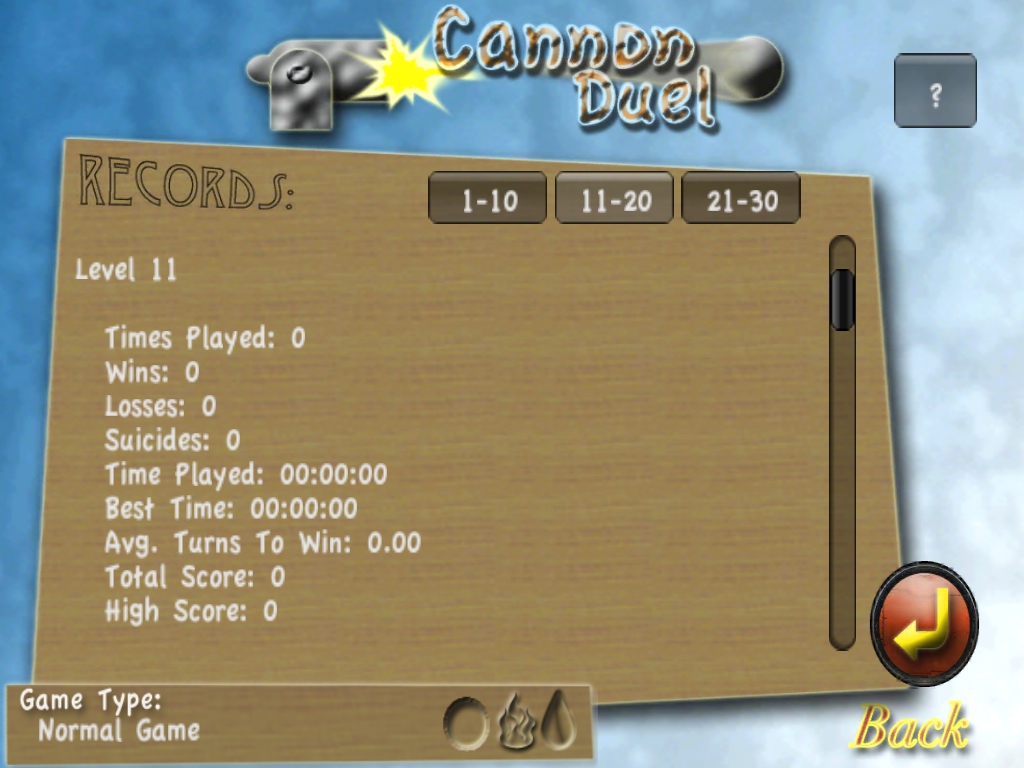 Cannon
Duel
?
RECORDS:
1-10
11-20
21-30
Level 11
Times Played: 0
Wins: 0
Losses: 0
Suicides: 0
Time Played: 00:00:00
Best Time: 00:00:00
Avg. Turns To Win: 0.00
Total Score: 0
High Score: 0
Game Type:
Normal Game
Back